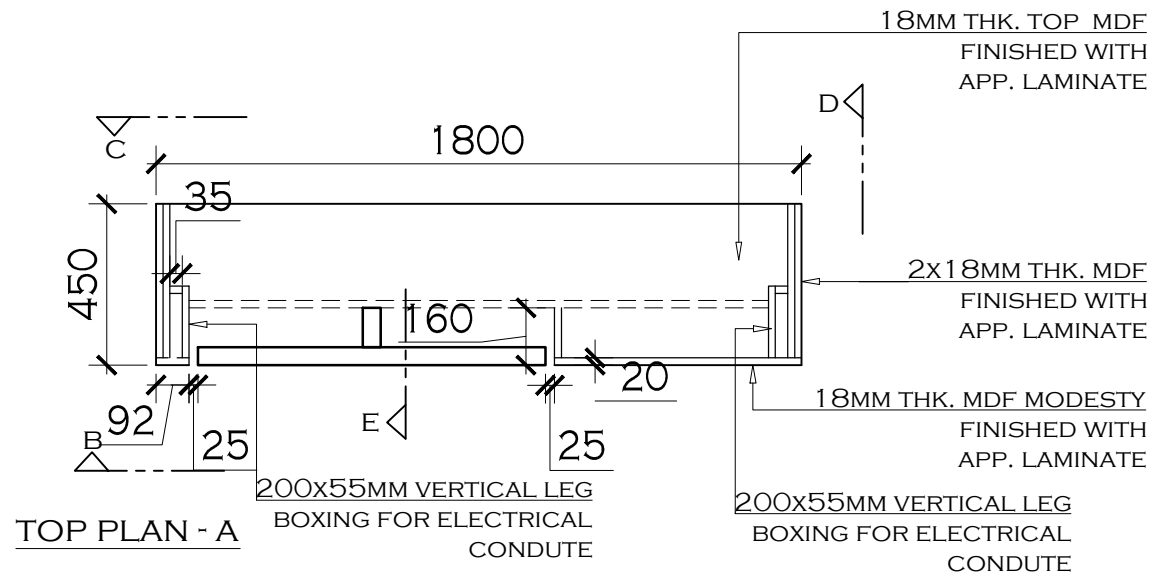 18MM THK. TOP MDF
FINISHED WITH
APP. LAMINATE
D
C
1800
35
450
2X18MM THK. MDF
FINISHED WITH
APP. LAMINATE
160
20
92
B
25
E
25
18MM THK. MDF MODESTY
FINISHED WITH
APP. LAMINATE
200X55MM VERTICAL LEG
BOXING FOR ELECTRICAL
CONDUTE
200X55MM VERTICAL LEG
BOXING FOR ELECTRICAL
CONDUTE
TOP PLAN - A